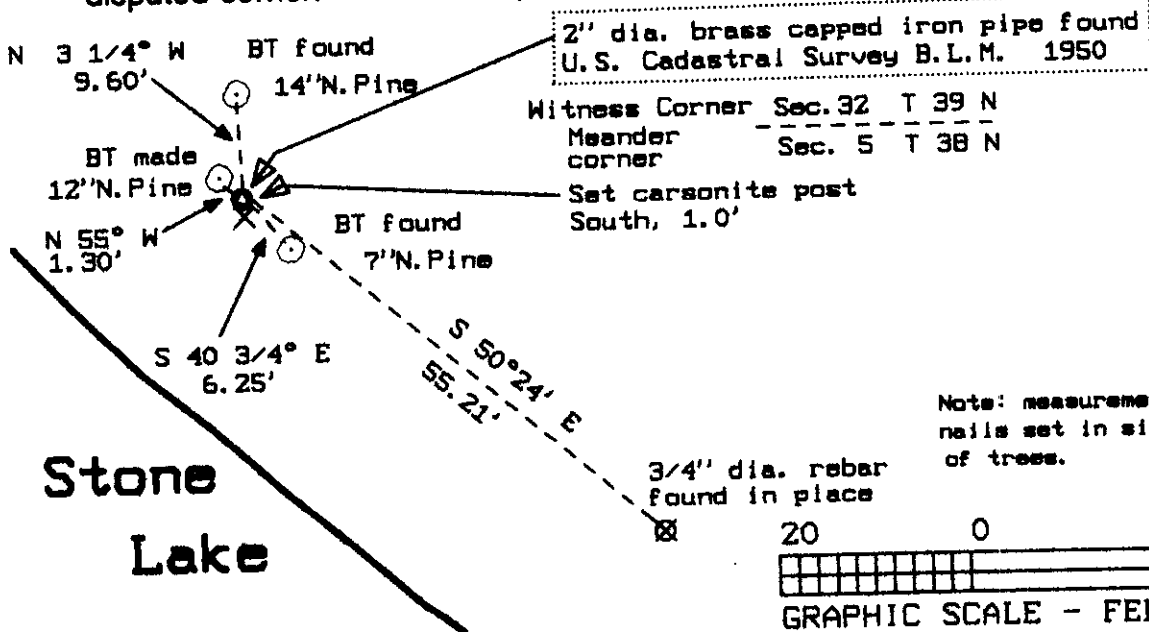 2" dia. brass capped iron pipe found
U.S. Cadastral Survey B.L.M. 1950
N 3 1/4° W
9.60'
BT found
14"N.Pine
Witness Corner Sec.32 T 39 N
Meander
corner
Sec. 5 T 38 N
BT made
12"N.Pine
Set carsonite post
South, 1.0'
N 55° W
1.30'
BT found
7"N.Pine
S 40 3/4° E
6.25'
S 50°24' E
55.21'
Note:
nails set in
of trees.
3/4" dia. rebar
found in place
Stone
Lake
20 0
GRAPHIC SCALE -